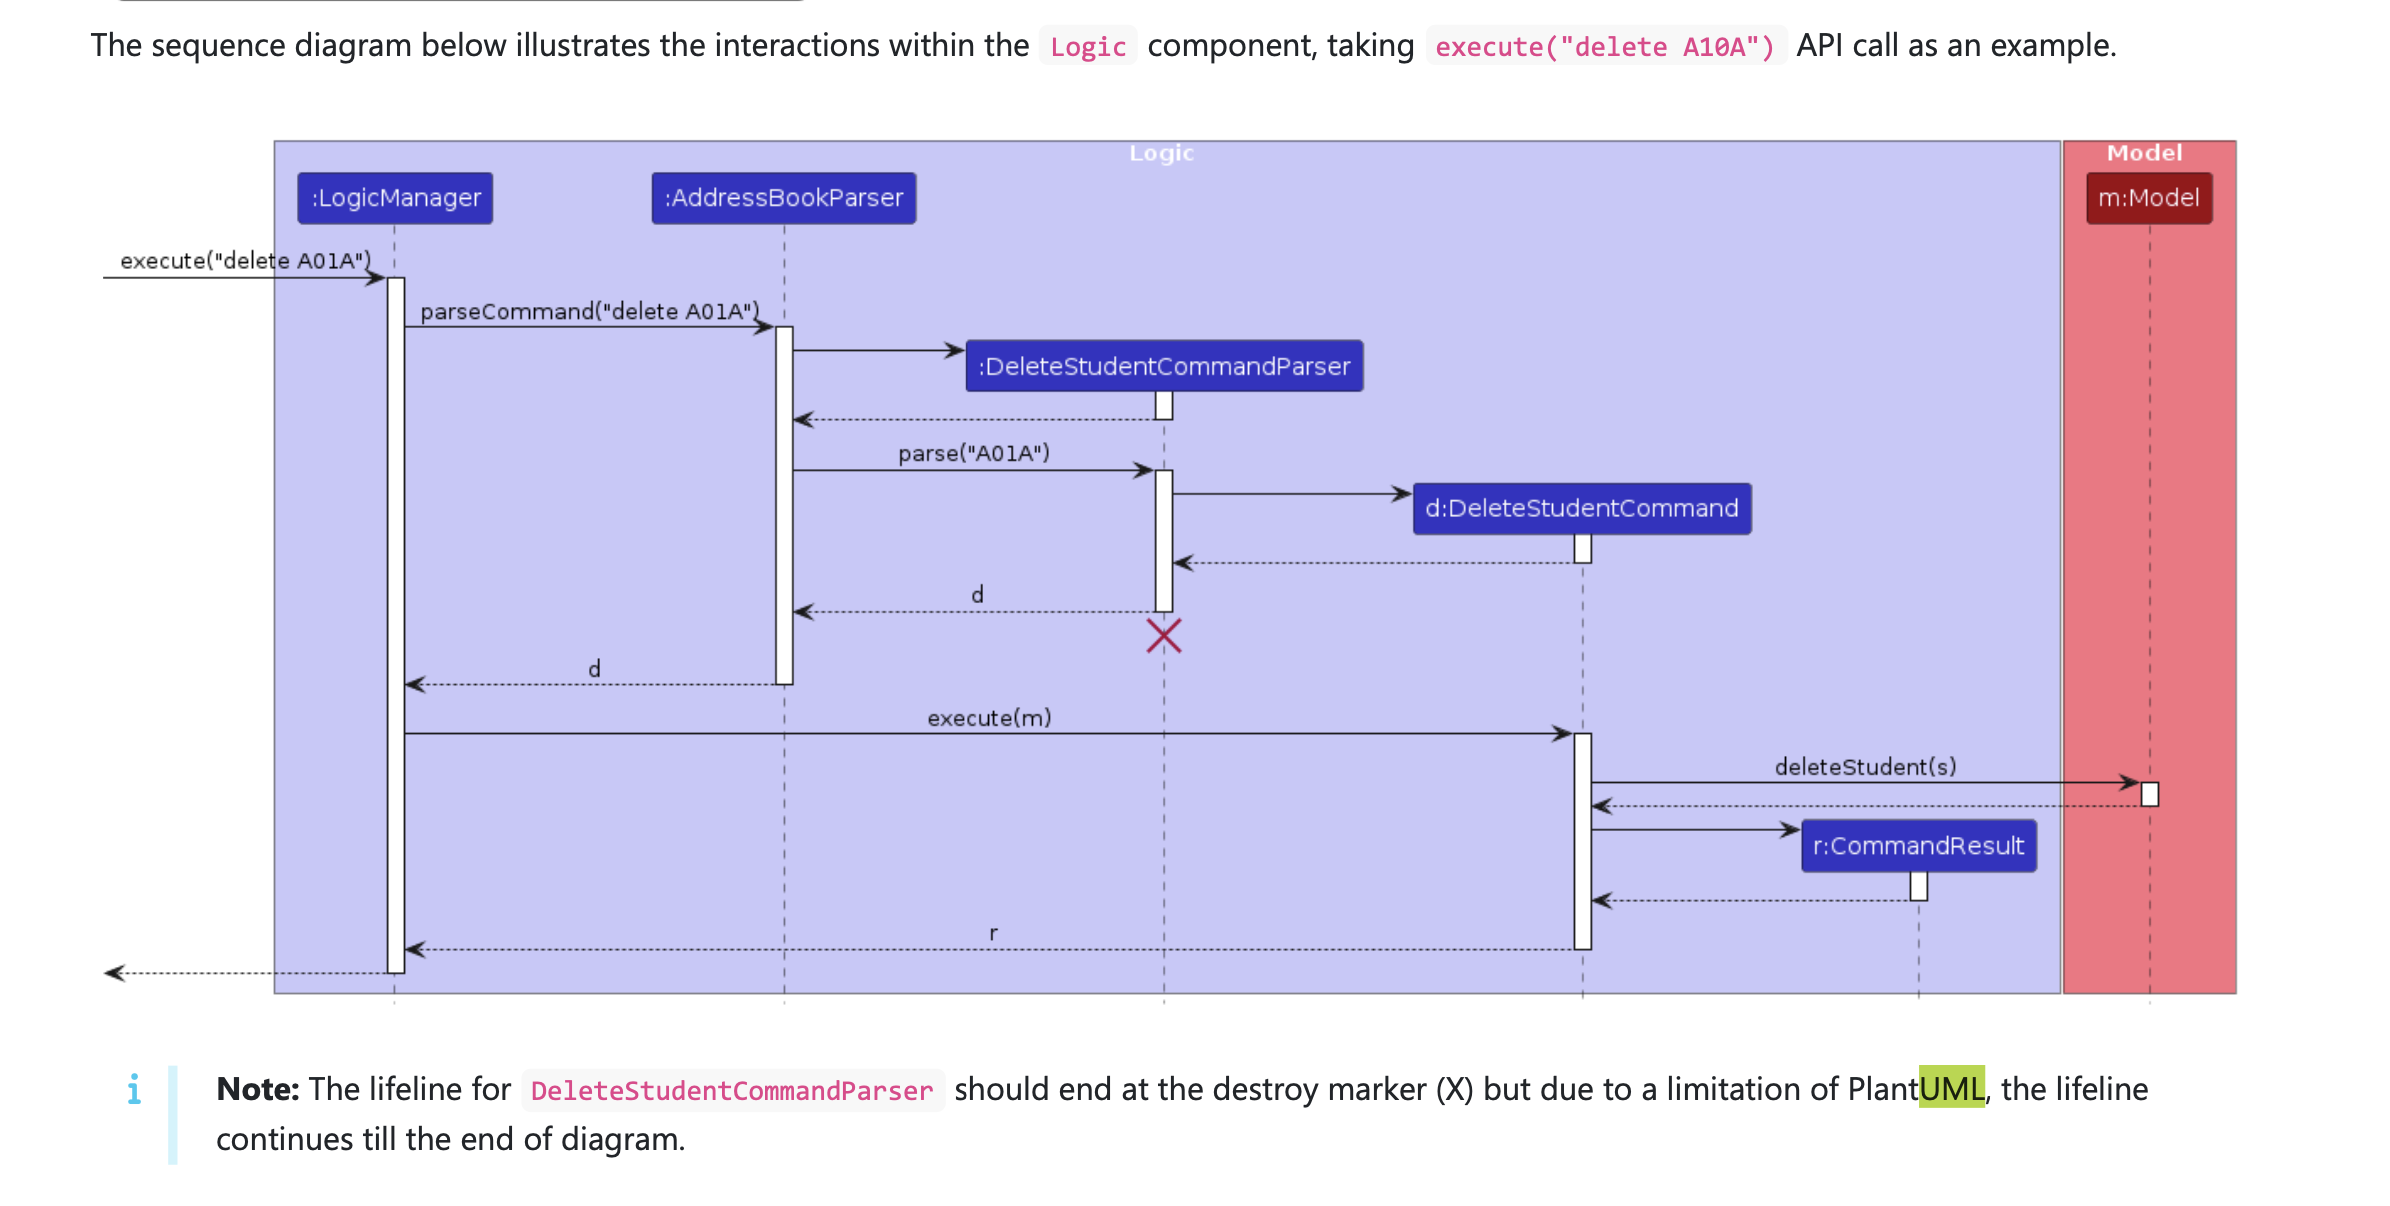 The sequence diagram below illustrates the interactions within the Logic component, taking execute("delete A10A") API call as an example.
Logic
Model
:LogicManager
:AddressBookParser
m:Model
execute("delete A01A")
parseCommand("delete A01A")
:DeleteStudentCommandParser
parse("A01A")
d:DeleteStudentCommand
d
d
execute(m)
deleteStudent(s)
r:CommandResult
r
i
Note: The lifeline for DeleteStudentCommandParser should end at the destroy marker (X) but due to a limitation of PlantUML, the lifeline
continues till the end of diagram.